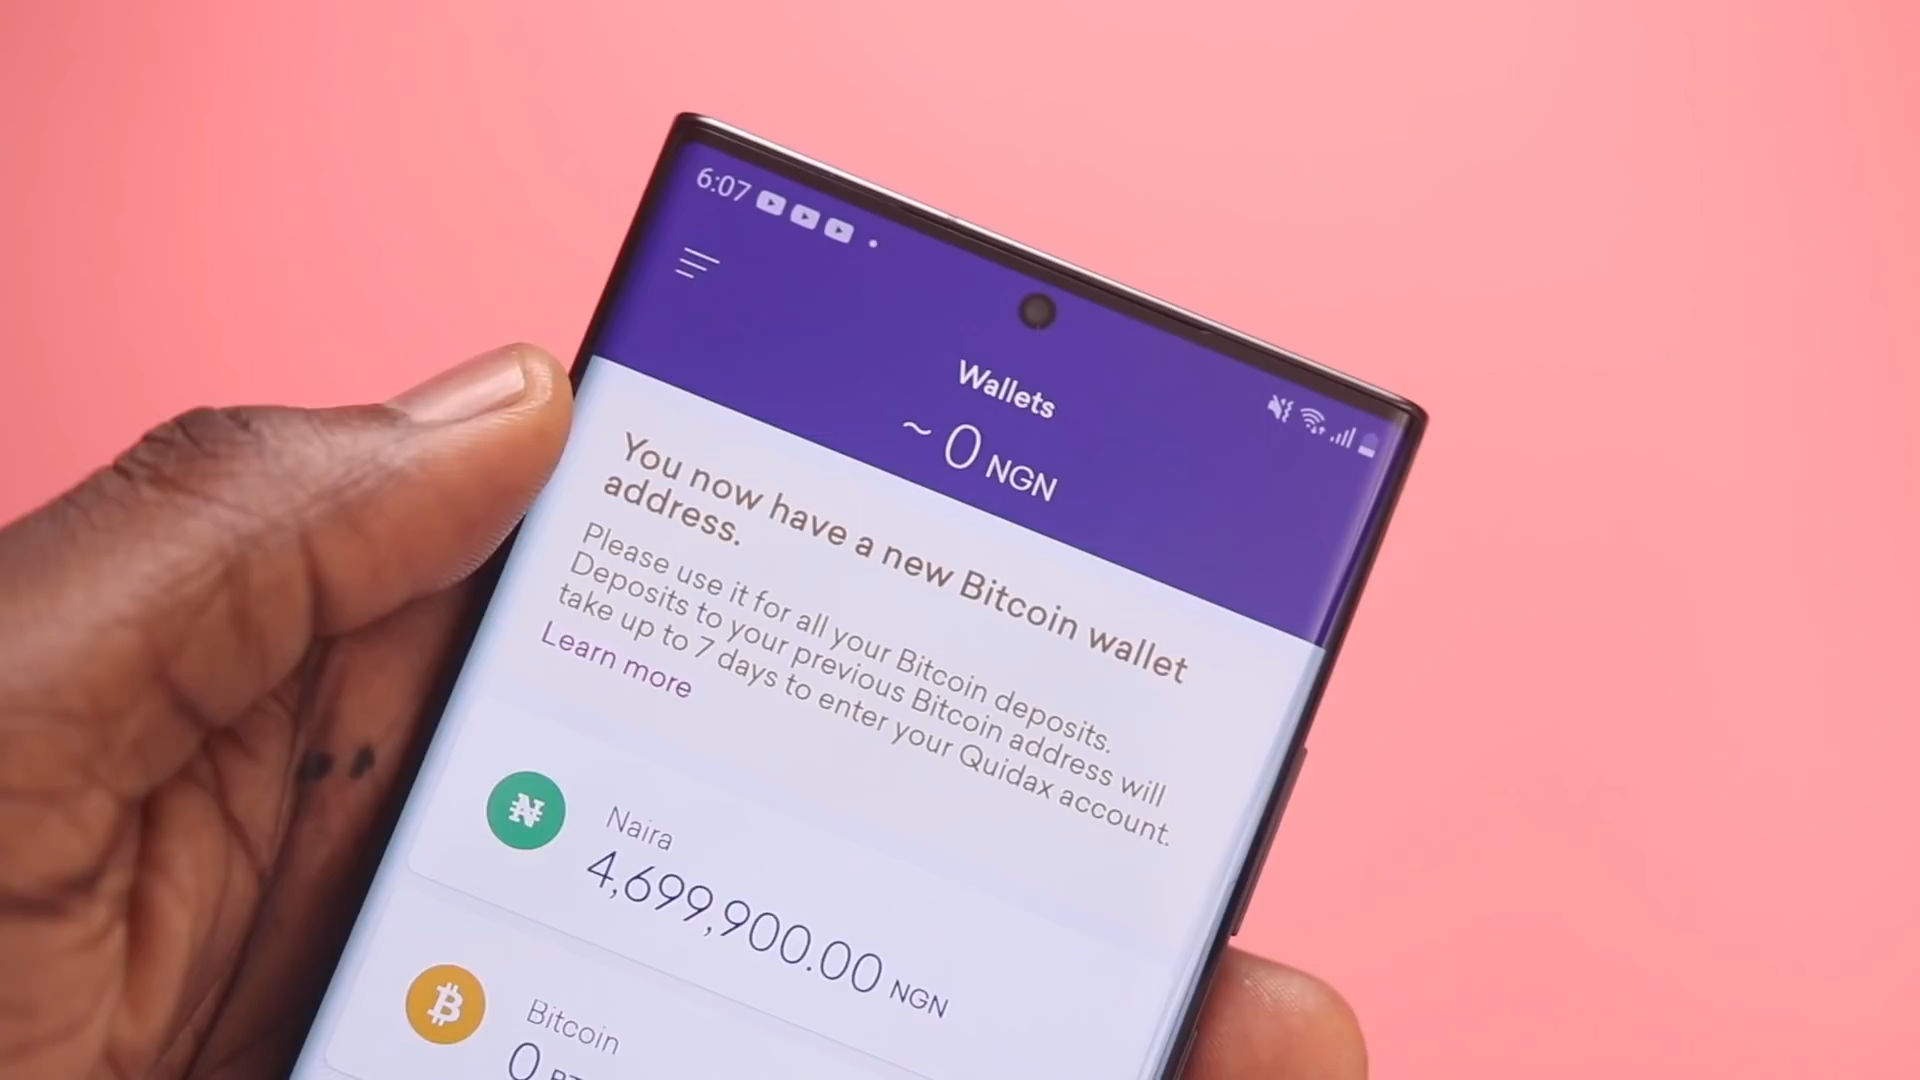 6:07
Wallets
~ 0 NGN
You now have a new Bitcoin wallet
address.
Please use it for all your Bitcoin deposits.
Deposits to your previous Bitcoin address will
take up to 7 days to enter your Quidax account.
Learn more
Naira
4,699,900.00 NGN
Bitcoin
0